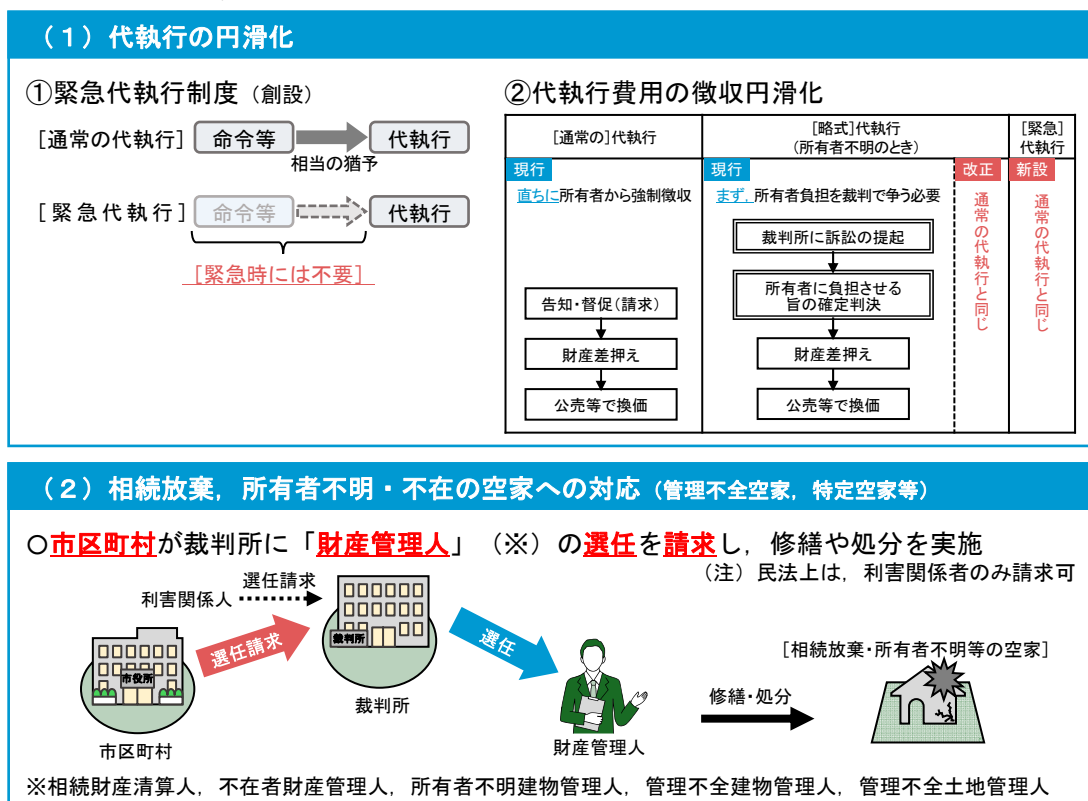 （１）代執行の円滑化
①緊急代執行制度（創設）
[通常の代執行] 命令等 代執行
相当の猶予
[緊急代執行] 命令等 代執行
[緊急時には不要]
②代執行費用の徴収円滑化
[通常の]代執行
[略式]代執行
（所有者不明のとき）
[緊急]
代執行
現行
直ちに所有者から強制徴収
告知・督促（請求）
財産差押え
公売等で換価
現行
まず，所有者負担を裁判で争う必要
裁判所に訴訟の提起
所有者に負担させる
旨の確定判決
財産差押え
公売等で換価
改正
通常の代執行と同じ
新設
通常の代執行と同じ
（２）相続放棄，所有者不明・不在の空家への対応（管理不全空家，特定空家等）
○市区町村が裁判所に「財産管理人」（※）の選任を請求し，修繕や処分を実施
（注）民法上は，利害関係者のみ請求可
選任請求
利害関係人
選任請求
選任
市役所
裁判所
[相続放棄・所有者不明等の空家]
修繕・処分
裁判所
財産管理人
市区町村
※相続財産清算人，不在者財産管理人，所有者不明建物管理人，管理不全建物管理人，管理不全土地管理人